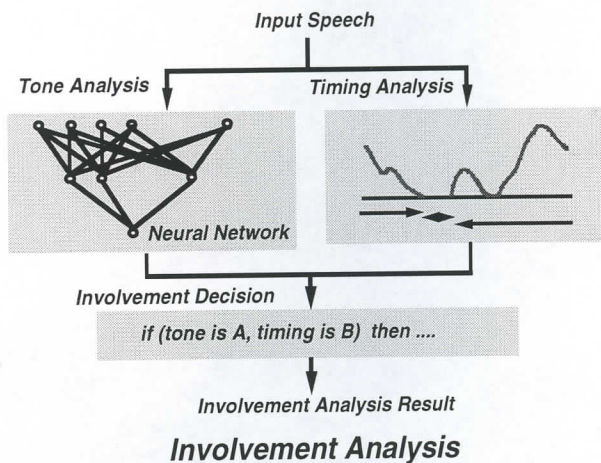 Input Speech
Tone Analysis
Timing Analysis
Neural Network
Involvement Decision
if (tone is A, timing is B) then ....
Involvement Analysis Result
Involvement Analysis